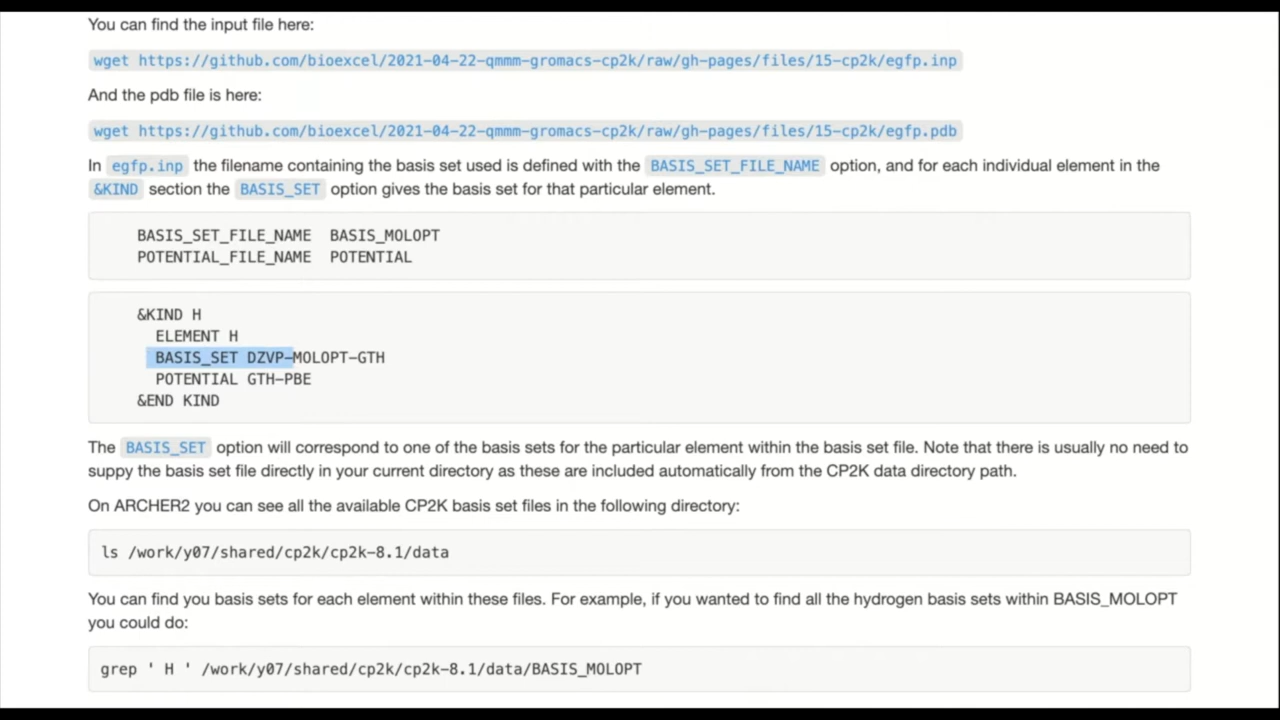 You can find the input file here:
wget https://github.com/bioexcel/2021-04-22-qmmm-gromacs-cp2k/raw/gh-pages/files/15-cp2k/egfp.inp
And the pdb file is here:
wget https://github.com/bioexcel/2021-04-22-qmmm-gromacs-cp2k/raw/gh-pages/files/15-cp2k/egfp.pdb
In egfp.inp the filename containing the basis set used is defined with the BASIS_SET_FILE_NAME option, and for each individual element in the
&KIND section the BASIS_SET option gives the basis set for that particular element.
BASIS_SET_FILE_NAME  BASIS_MOLOPT
POTENTIAL_FILE_NAME  POTENTIAL
&KIND H
ELEMENT H
BASIS_SET DZVP-MOLOPT-GTH
POTENTIAL GTH-PBE
&END KIND
The BASIS_SET option will correspond to one of the basis sets for the particular element within the basis set file. Note that there is usually no need to
suppy the basis set file directly in your current directory as these are included automatically from the CP2K data directory path.
On ARCHER2 you can see all the available CP2K basis set files in the following directory:
ls /work/y07/shared/cp2k/cp2k-8.1/data
You can find you basis sets for each element within these files. For example, if you wanted to find all the hydrogen basis sets within BASIS_MOLOPT
you could do:
grep ' H ' /work/y07/shared/cp2k/cp2k-8.1/data/BASIS_MOLOPT